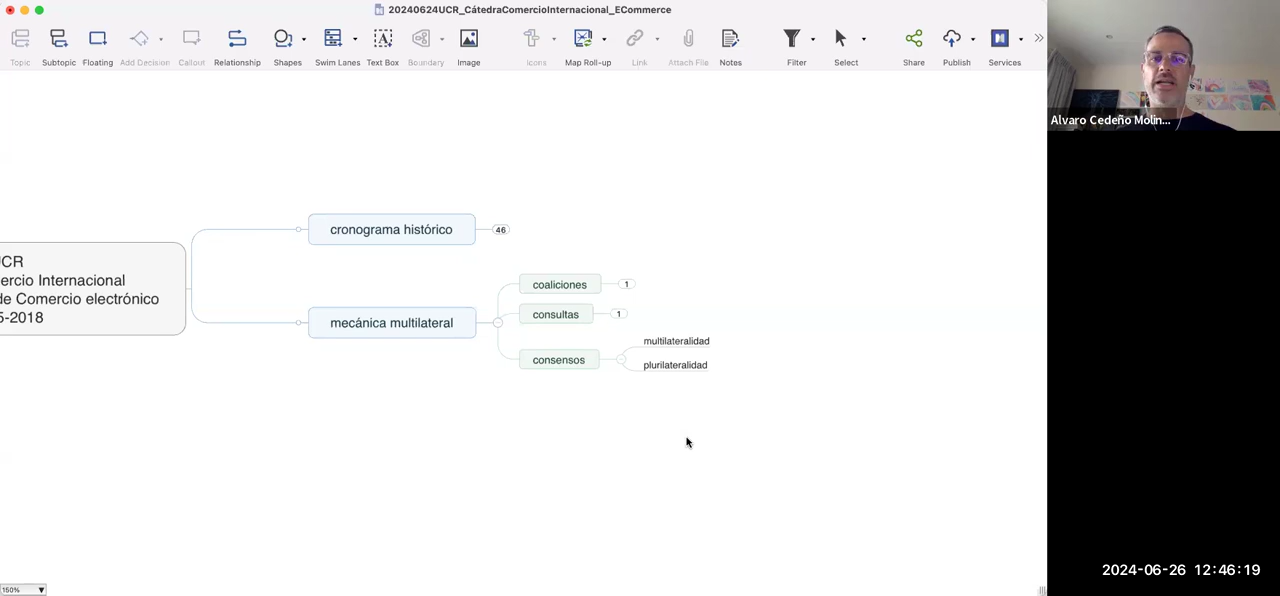 20240624UCR_CátedraComercioInternacional_ECommerce
Topic
Subtopic
Floating
Add Decision
Callout
Relationship
Shapes
Swim Lanes
Text Box
Boundary
Image
Icons
Map Roll-up
Link
Attach File
Notes
Filter
Select
Share
Publish
Services
Alvaro Cedeño Molin...
cronograma histórico
46
UCR
ercio Internacional
de Comercio electrónico
5-2018
mecánica multilateral
coaliciones
1
consultas
1
consensos
multilateralidad
plurilateralidad
2024-06-26 12:46:19
150%